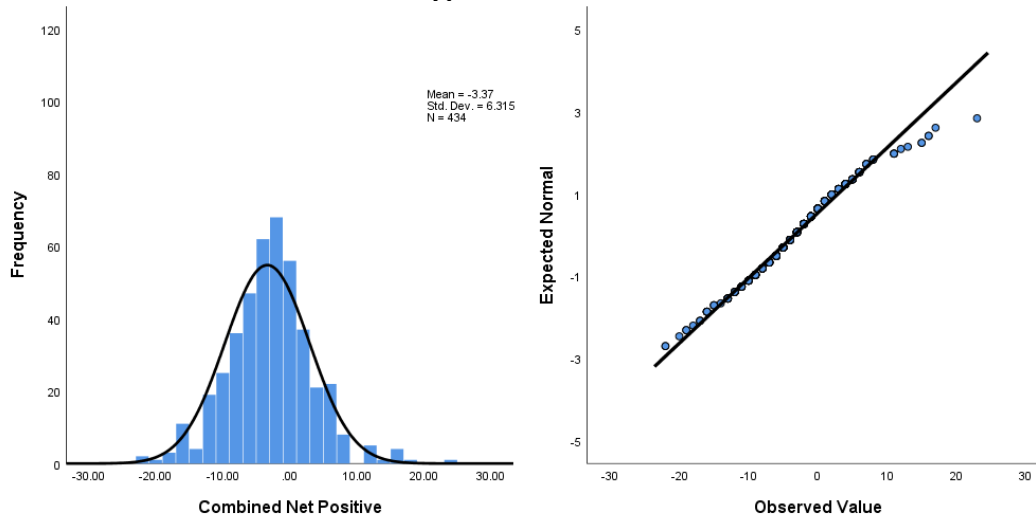 120
100
80
60
40
20
0
Frequency
Mean = -3.37
Std. Dev. = 6.315
N = 434
-30.00 -20.00 -10.00 .00 10.00 20.00 30.00
Combined Net Positive
5
3
1
-1
-3
-5
Expected Normal
-30 -20 -10 0 10 20 30
Observed Value